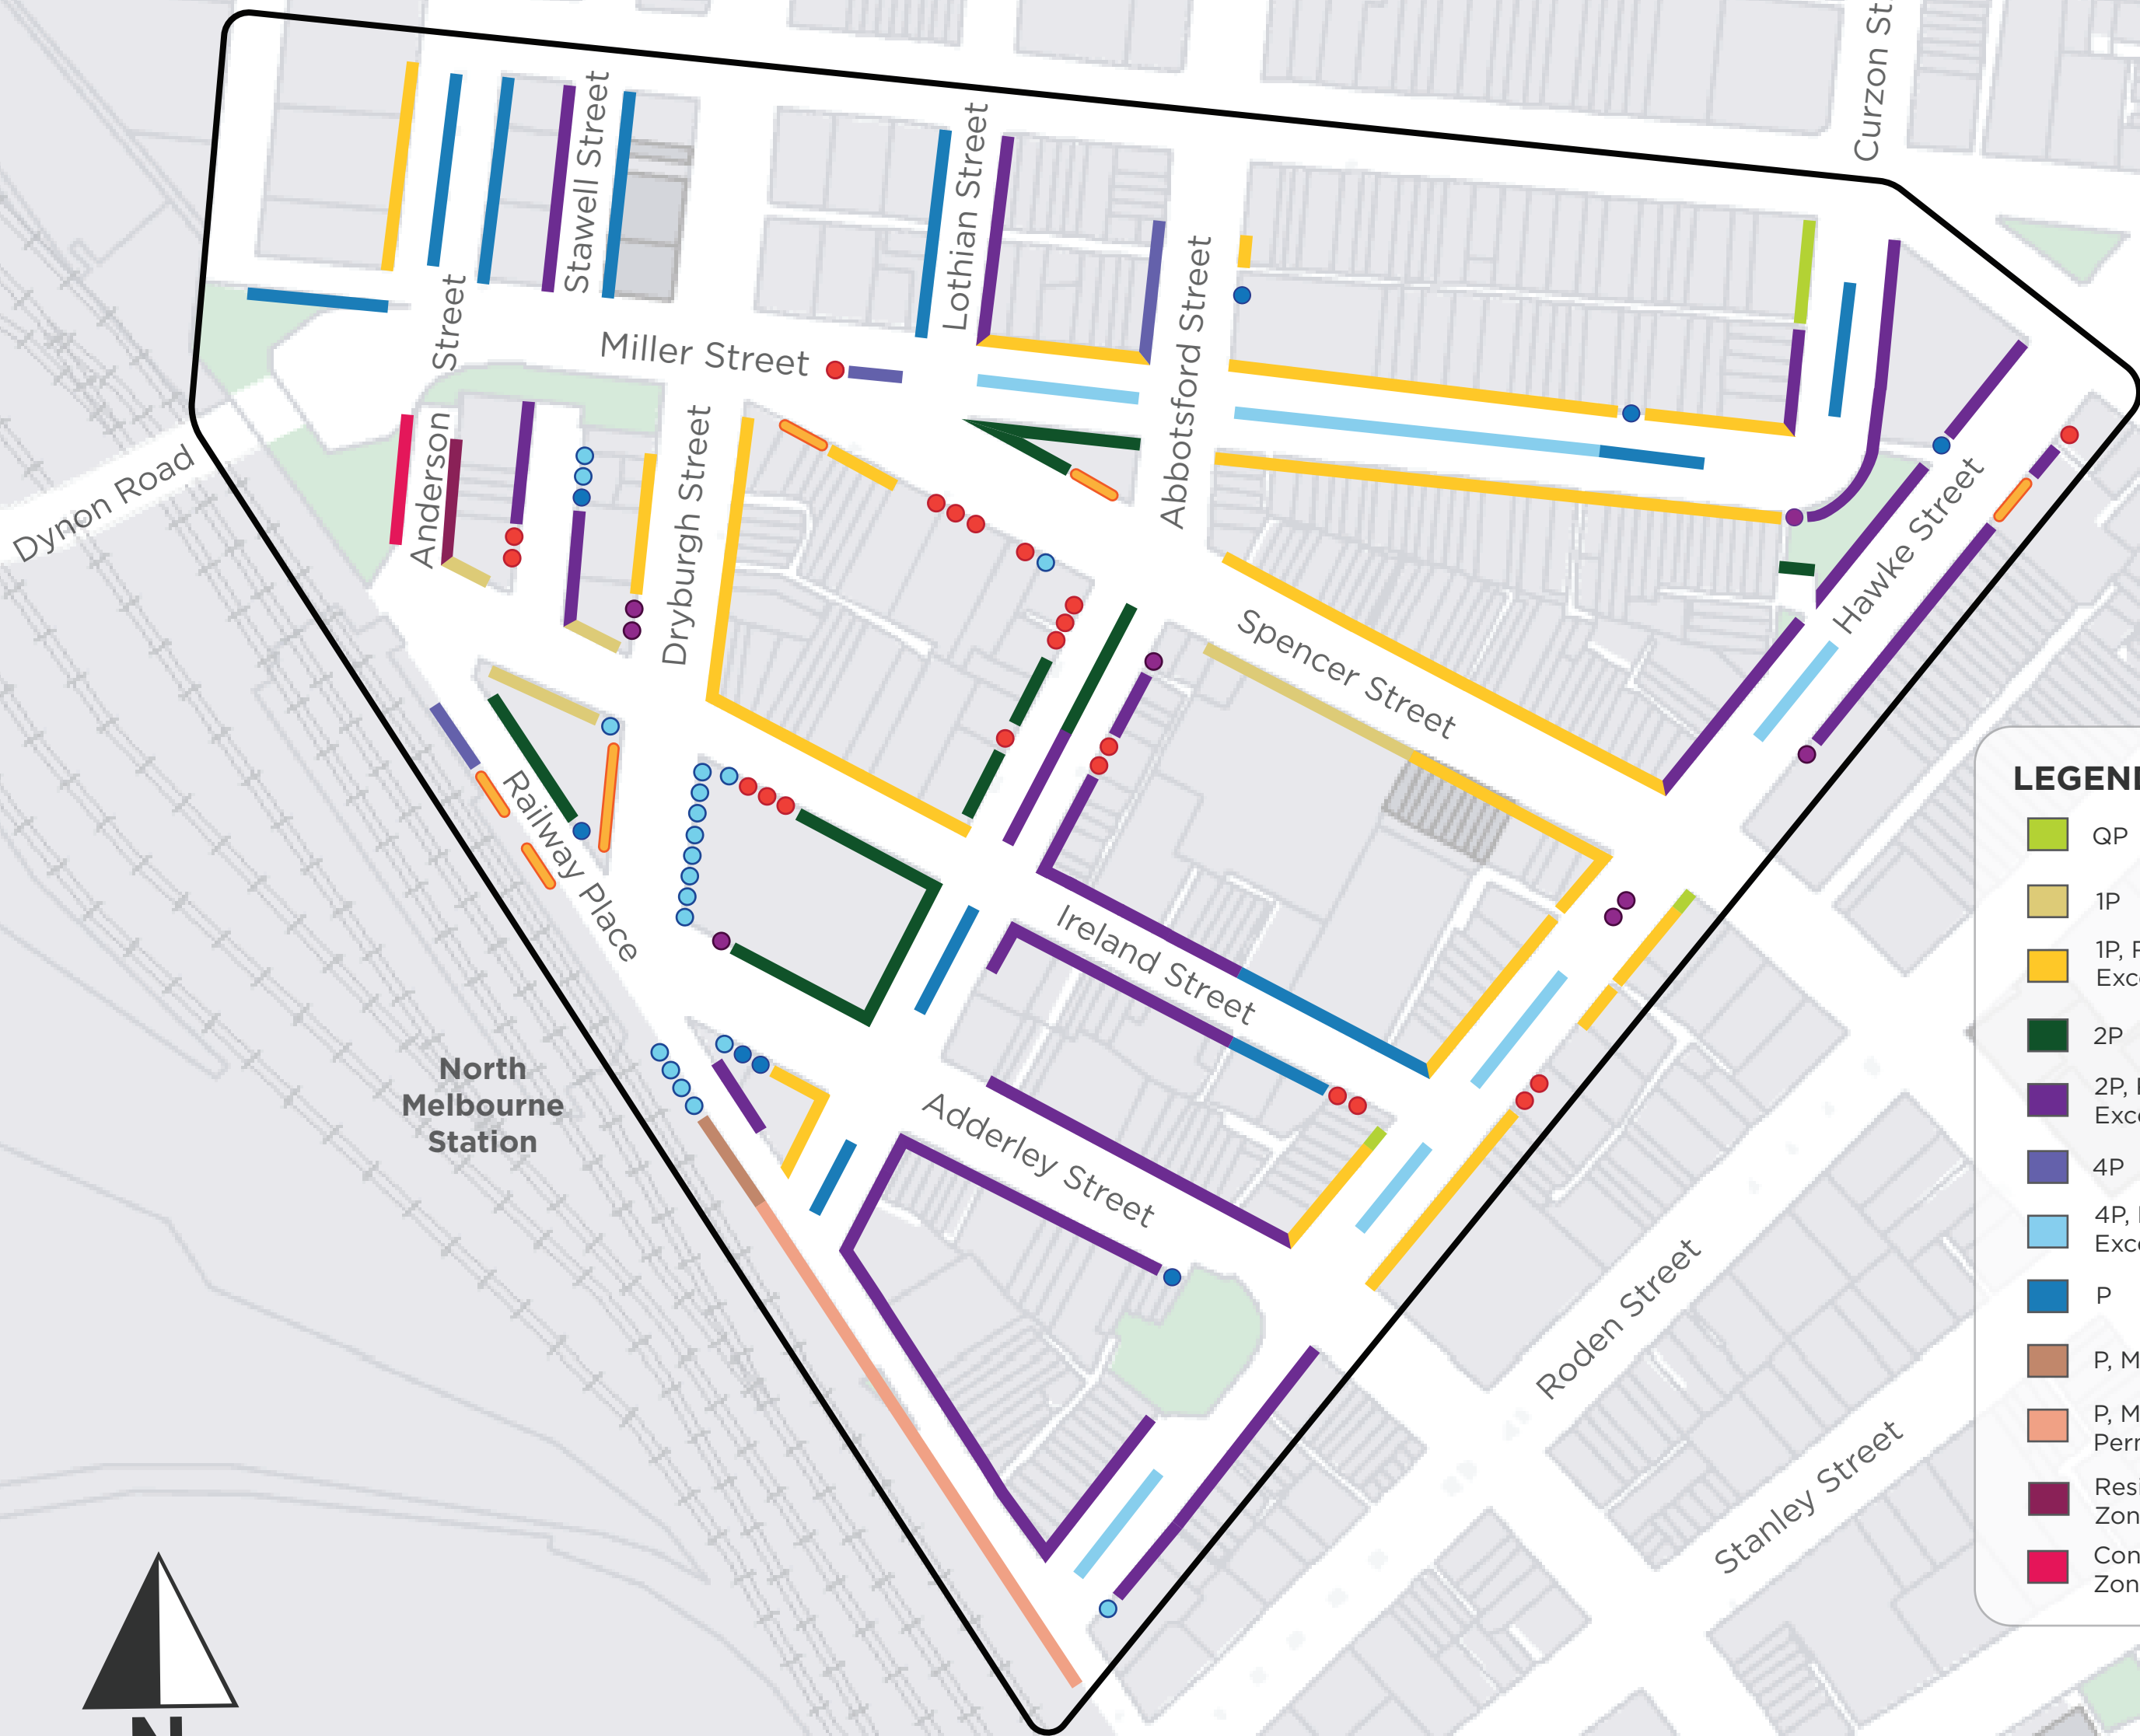 Curzon St
Stawell Street
Lothian Street
Miller Street
Abbotsford Street
Anderson Street
Dryburgh Street
Dynon Road
Hawke Street
Spencer Street
Railway Place
Ireland Street
Adderley Street
North
Melbourne
Station
Roden Street
Stanley Street
LEGEN
QP
1P
1P,
Exc
2P
2P,
Exc
4P
4P,
Exc
P
P, M
P, M
Perr
Resi
Zon
Con
Zon
N